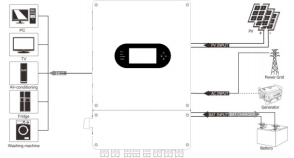 PC
TV
Air-conditioning
Fridge
Washing machine
PV INPUT
PV
Power Grid
AC INPUT
Generator
BAT INPUT
Battery